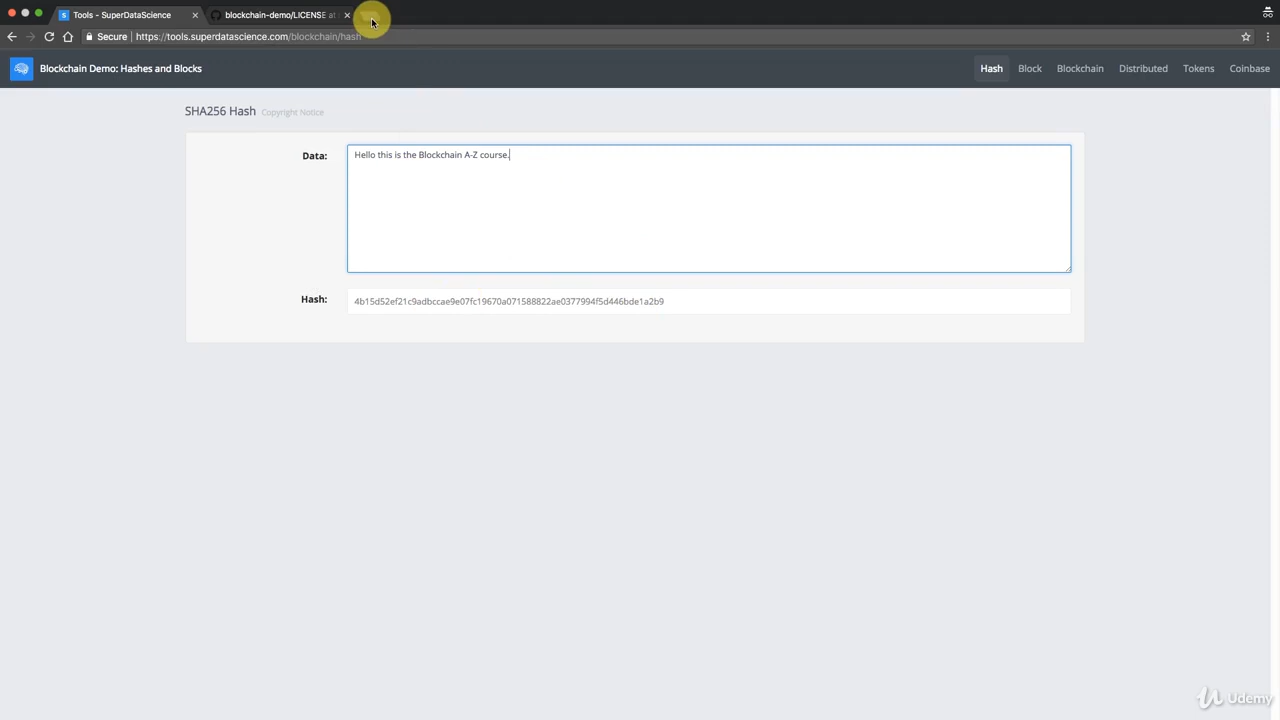 Tools - SuperDataScience
blockchain-demo/LICENSE at
Secure
https://tools.superdatascience.com/blockchain/hash
Blockchain Demo: Hashes and Blocks
Hash
Block
Blockchain
Distributed
Tokens
Coinbase
SHA256 Hash Copyright Notice
Data:
Hello this is the Blockchain A-Z course.
Hash:
4b15d52ef21c9adbccae9e07fc19670a071588822ae0377994f5d446bde1a2b9
Udemy